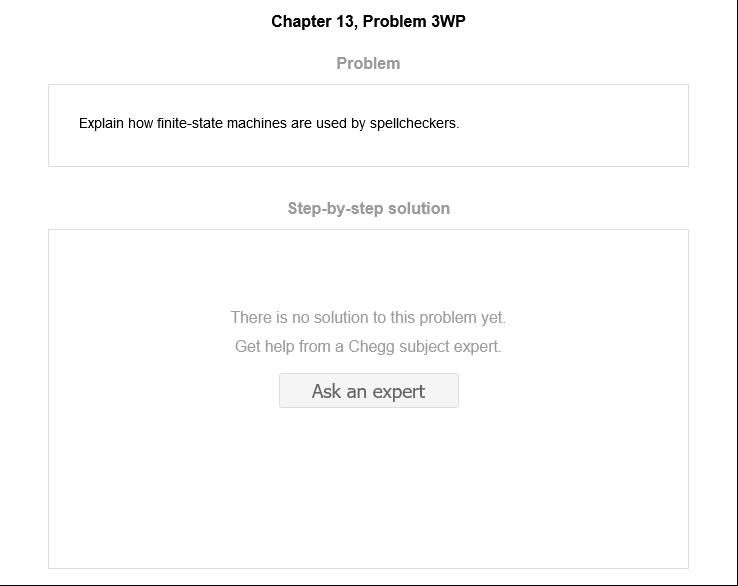 Chapter 13, Problem 3WP
Problem
Explain how finite-state machines are used by spellcheckers.
Step-by-step solution
There is no solution to this problem yet.
Get help from a Chegg subject expert.
Ask an expert